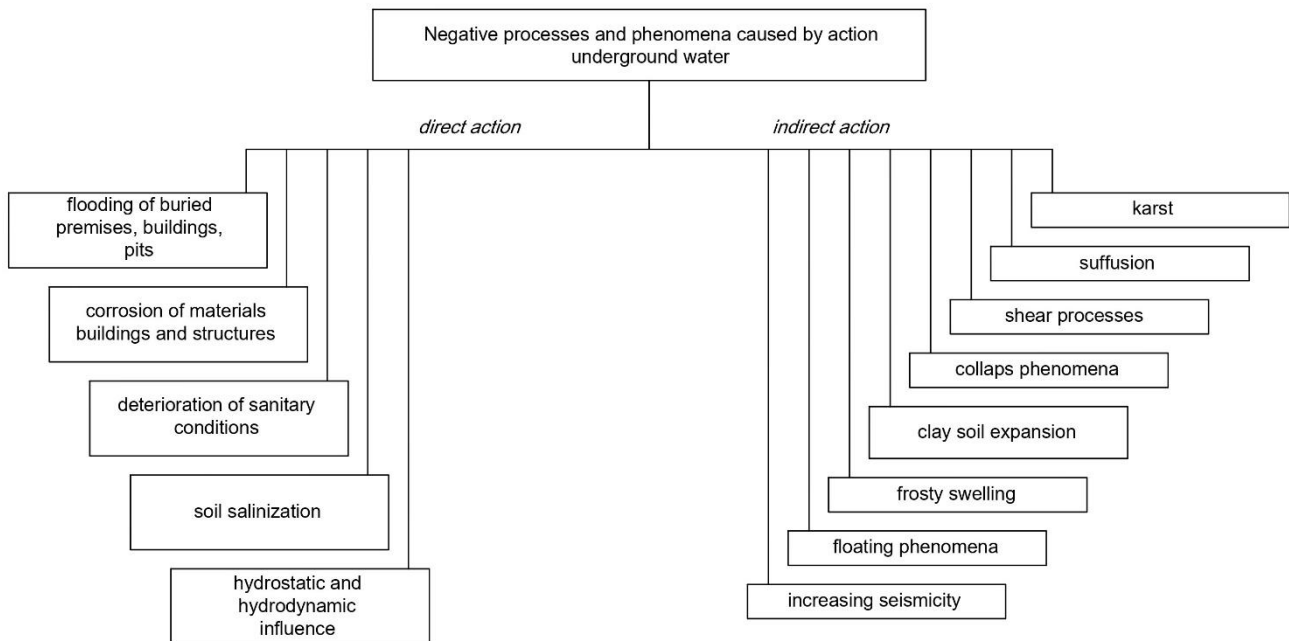 Negative processes and phenomena caused by action
underground water
direct action
indirect action
flooding of buried
premises, buildings,
pits
corrosion of materials
buildings and structures
deterioration of sanitary
conditions
soil salinization
hydrostatic and
hydrodynamic
influence
karst
suffusion
shear processes
collaps phenomena
clay soil expansion
frosty swelling
floating phenomena
increasing seismicity